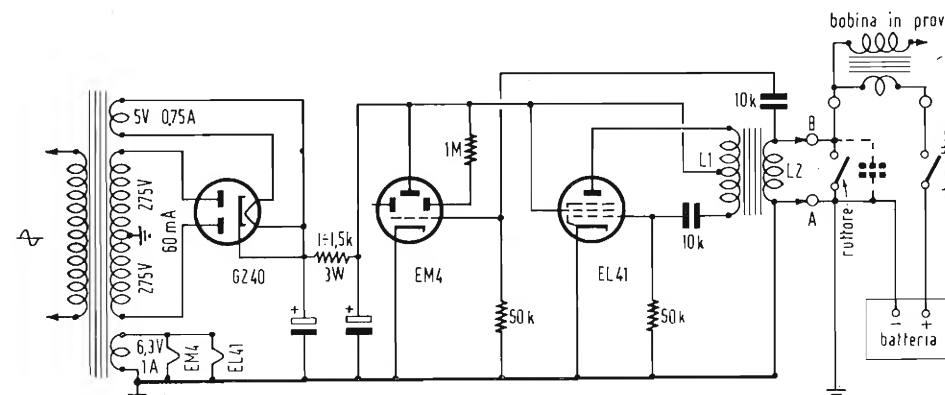 bobina in prov
5V 0,75A
10k
1M
B
L1
L2
275V
60 mA
275V
ruttore
A
10k
1÷1,5k
3W
GZ40
EM4
EL41
50k
50k
6,3V
1A
EM4
EL41
- +
batteria
+
+